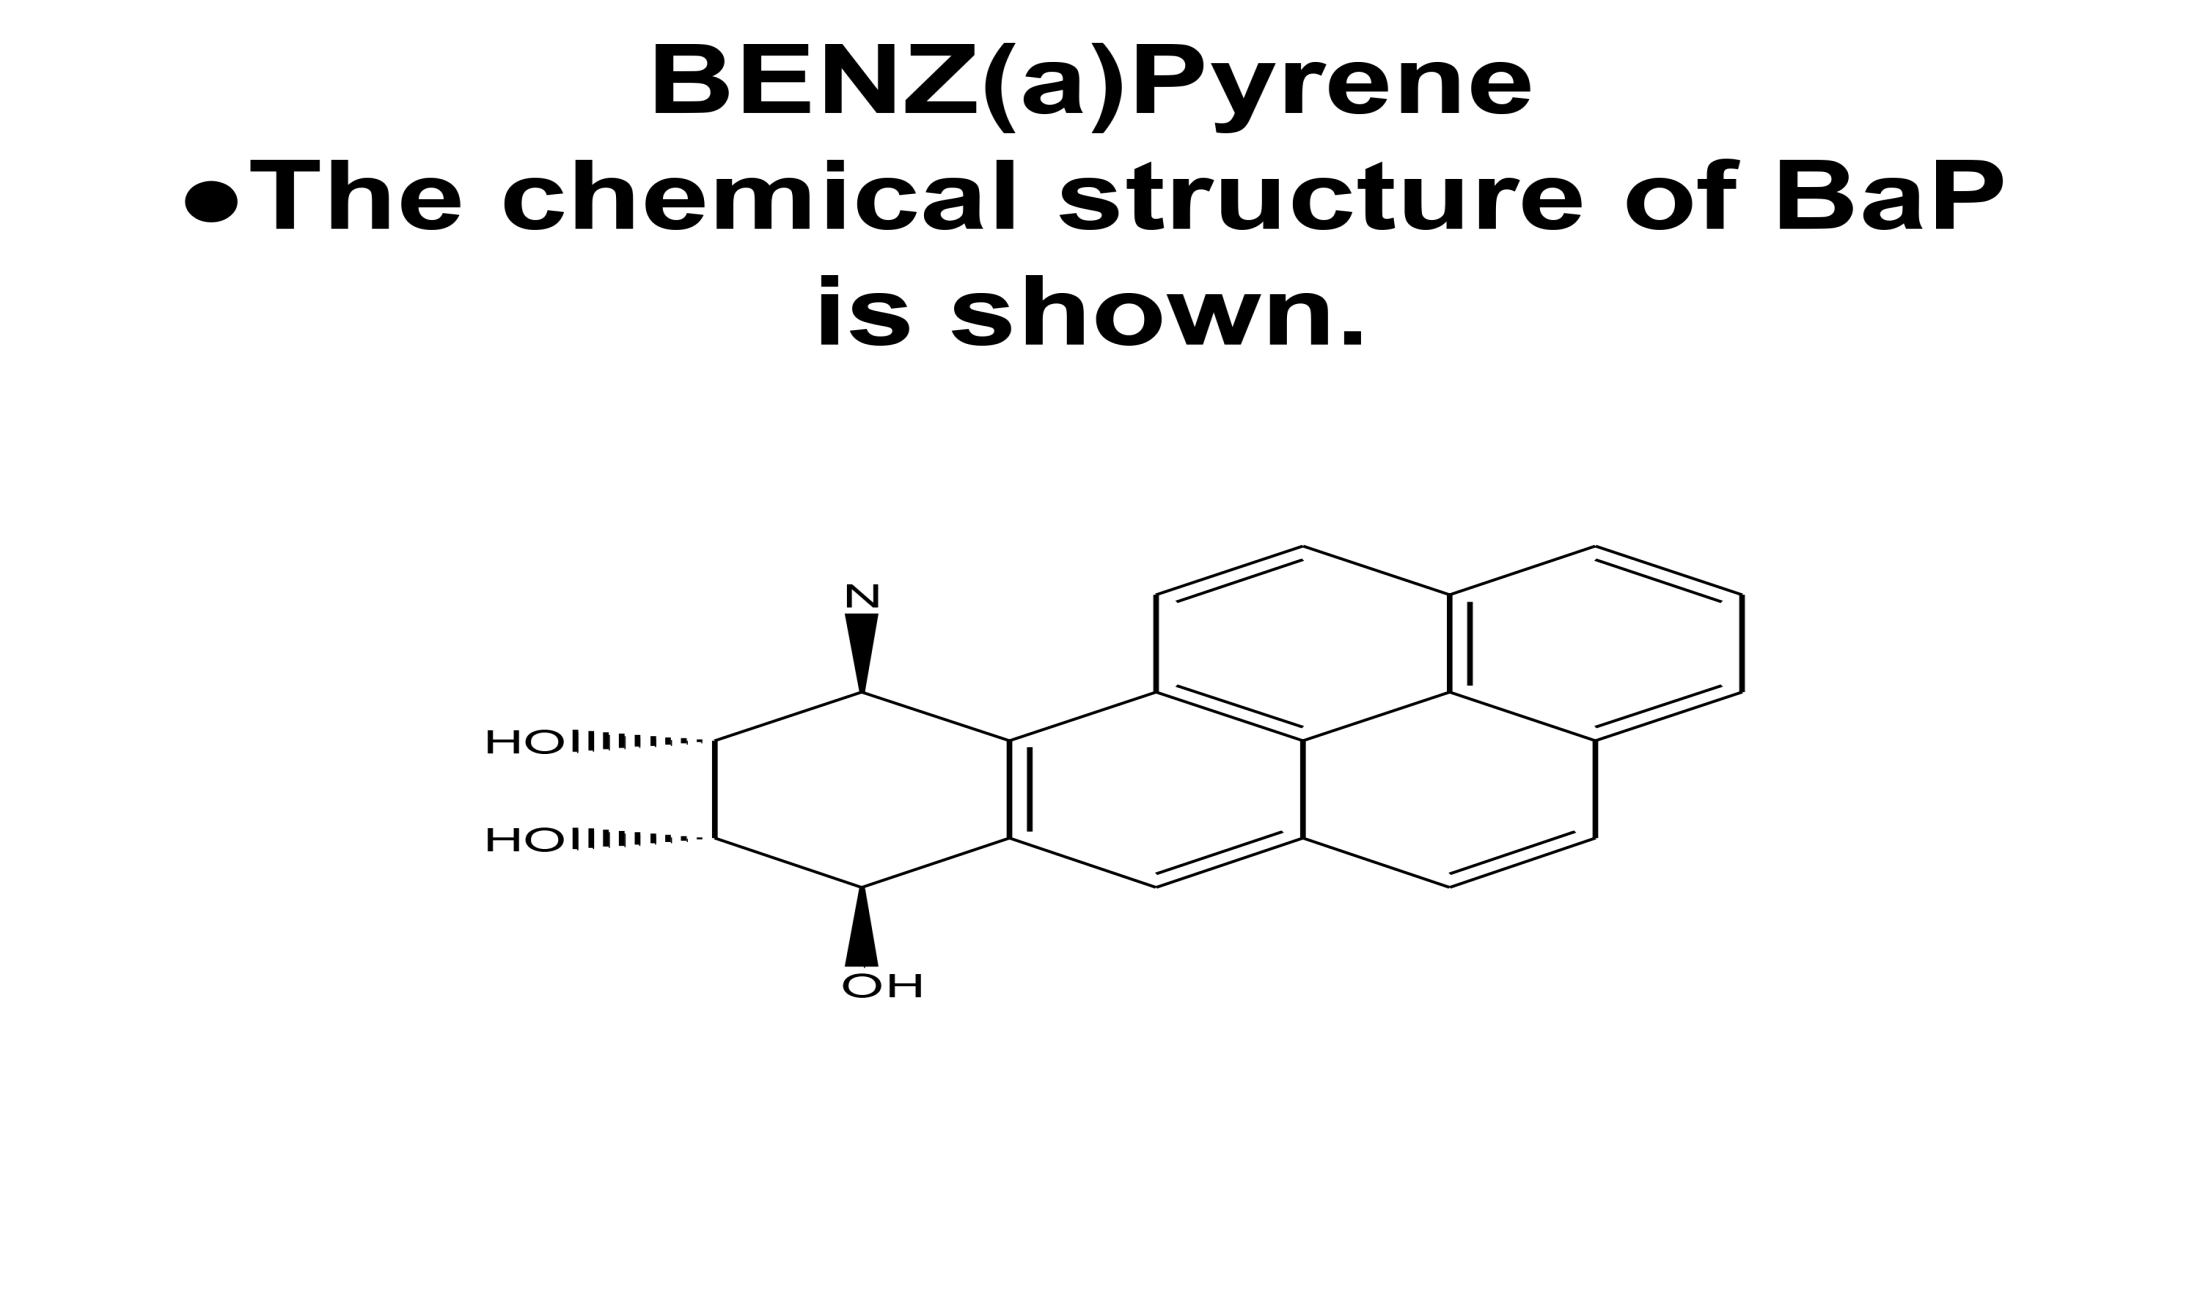 BENZ(a)Pyrene
•The chemical structure of BaP
is shown.
Z
HO
HO
OH